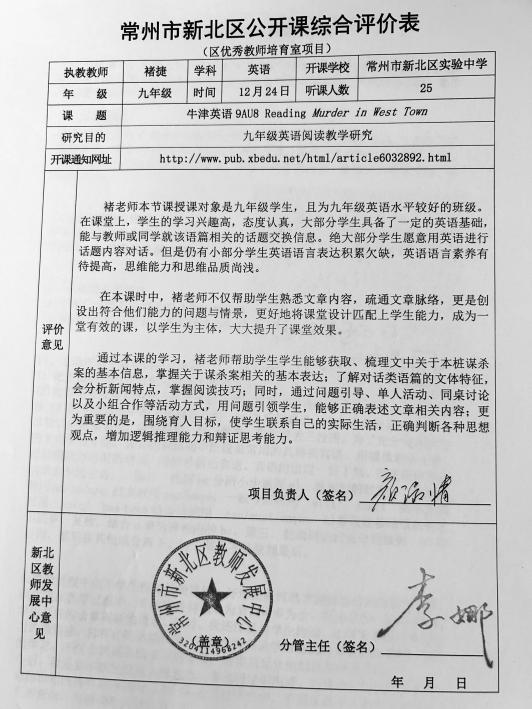 常州市新北区公开课综合评价表
（区优秀教师培育室项目）
执教教师 褚捷 学科 英语 开课学校 常州市新北区实验中学
年 级 九年级 时间 12月24日 听课人数 25
课 题 牛津英语 9AU8 Reading Murder in West Town
研究目的 九年级英语阅读教学研究
开课通知网址 http://www.pub.xbedu.net/html/article6032892.html
评价意见
褚老师本节课授课对象是九年级学生，且为九年级英语水平较好的班级。
在课堂上，学生的学习兴趣高，态度认真，大部分学生具备了一定的英语基础，
能与教师或同学就该语篇相关的话题交换信息。绝大部分学生愿意用英语进行
话题内容对话。但是仍有小部分学生英语语言表达积累欠缺，英语语言素养有
待提高，思维能力和思维品质尚浅。
在本课时中，褚老师不仅帮助学生熟悉文章内容，疏通文章脉络，更是创
设出符合他们能力的问题与情景，更好地将课堂设计匹配上学生能力，成为一
堂有效的课，以学生为主体，大大提升了课堂效果。
通过本课的学习，褚老师帮助学生学生能够获取、梳理文中关于本桩谋杀
案的基本信息，掌握关于谋杀案相关的基本表达；了解对话类语篇的文体特征，
会分析新闻特点，掌握阅读技巧；同时，通过问题引导、单人活动、同桌讨论
以及小组合作等活动方式，用问题引领学生，能够正确表述文章相关内容；更
为重要的是，围绕育人目标，使学生联系自己的实际生活，正确判断各种思想
观点，增加逻辑推理能力和辩证思考能力。
项目负责人（签名）
新北区教师发展中心意见
常州市新北区教师发展中心
（盖章）
3204114968242
分管主任（签名） 李娜
年 月 日